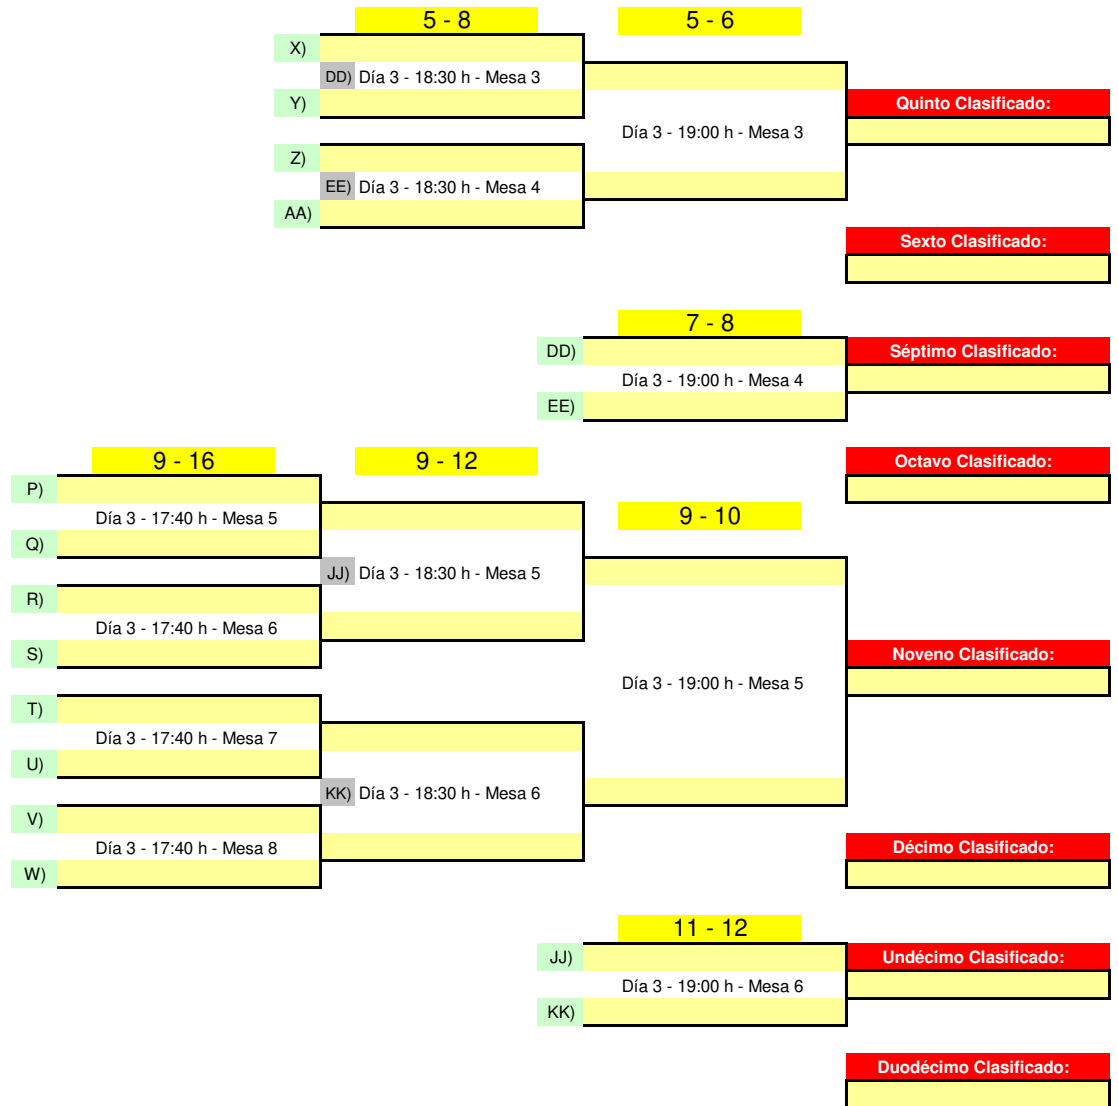 5 - 8
5 - 6
X)
DD) Día 3 - 18:30 h - Mesa 3
Y)
Quinto Clasificado:
Día 3 - 19:00 h - Mesa 3
Z)
EE) Día 3 - 18:30 h - Mesa 4
AA)
Sexto Clasificado:
7 - 8
DD)
Séptimo Clasificado:
Día 3 - 19:00 h - Mesa 4
EE)
9 - 16
9 - 12
Octavo Clasificado:
P)
Día 3 - 17:40 h - Mesa 5
9 - 10
Q)
JJ) Día 3 - 18:30 h - Mesa 5
R)
Día 3 - 17:40 h - Mesa 6
S)
Noveno Clasificado:
Día 3 - 19:00 h - Mesa 5
T)
Día 3 - 17:40 h - Mesa 7
U)
KK) Día 3 - 18:30 h - Mesa 6
V)
Día 3 - 17:40 h - Mesa 8
Décimo Clasificado:
W)
11 - 12
JJ)
Undécimo Clasificado:
Día 3 - 19:00 h - Mesa 6
KK)
Duodécimo Clasificado: